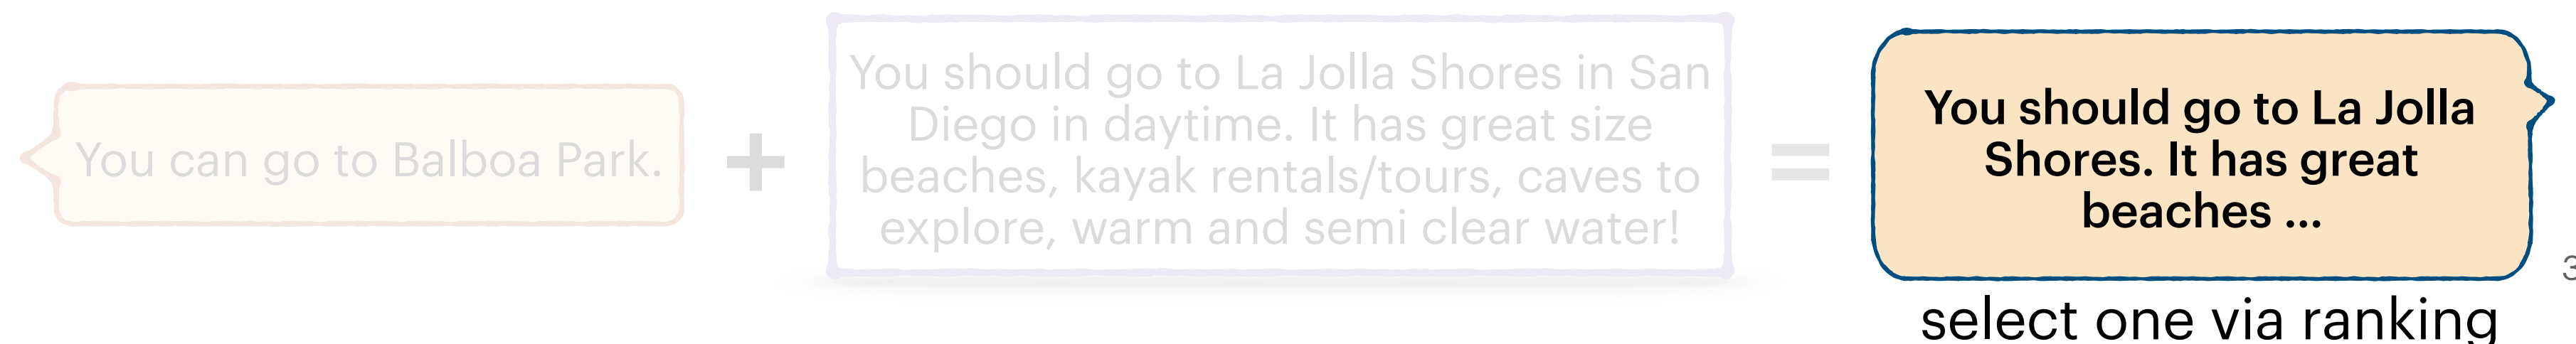 You can go to Balboa Park.
+
You should go to La Jolla Shores in San
Diego in daytime. It has great size
beaches, kayak rentals/tours, caves to
explore, warm and semi clear water!
=
You should go to La Jolla
Shores. It has great
beaches ...
3
select one via ranking